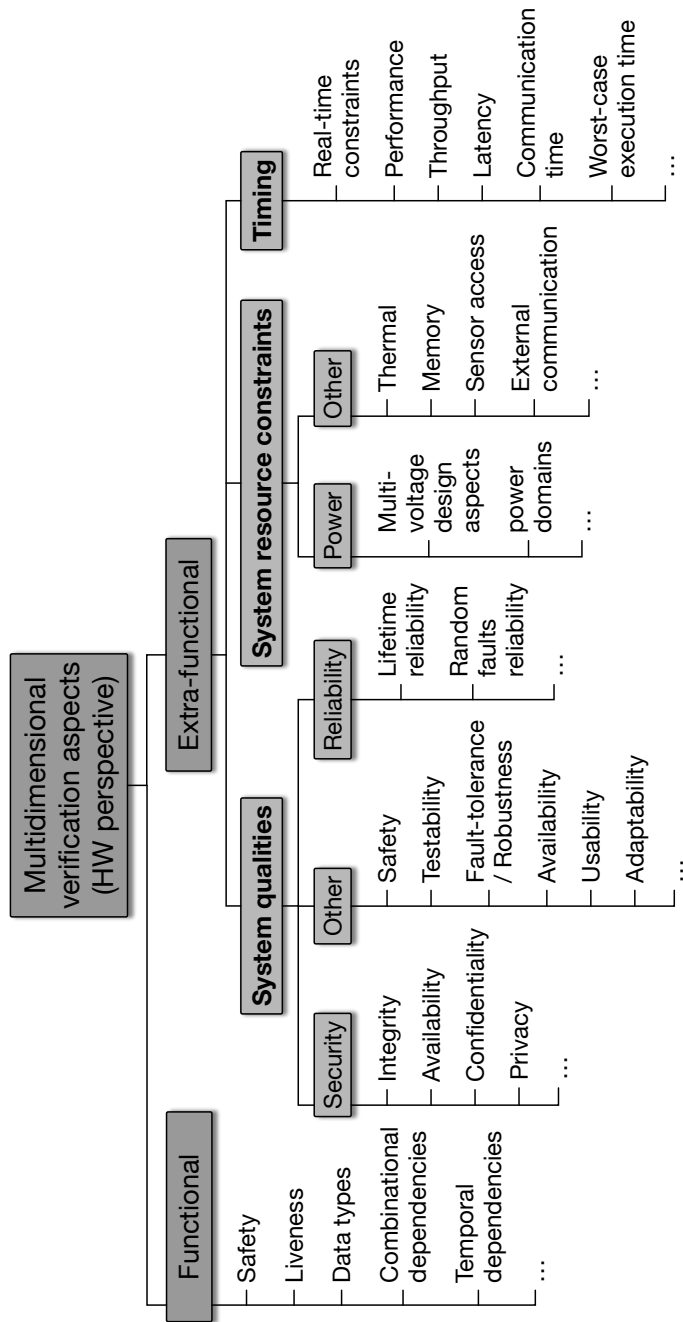 Multidimensional
verification aspects
(HW perspective)
Functional
Safety
Liveness
Data types
Combinational
dependencies
Temporal
dependencies
...
Extra-functional
System qualities
Security
Integrity
Availability
Confidentiality
Privacy
...
Other
Safety
Testability
Fault-tolerance
/ Robustness
Availability
Usability
Adaptability
...
Reliability
Lifetime
reliability
Random
faults
reliability
...
System resource constraints
Power
Multi-
voltage
design
aspects
power
domains
...
Other
Thermal
Memory
Sensor access
External
communication
...
Timing
Real-time
constraints
Performance
Throughput
Latency
Communication
time
Worst-case
execution time
...